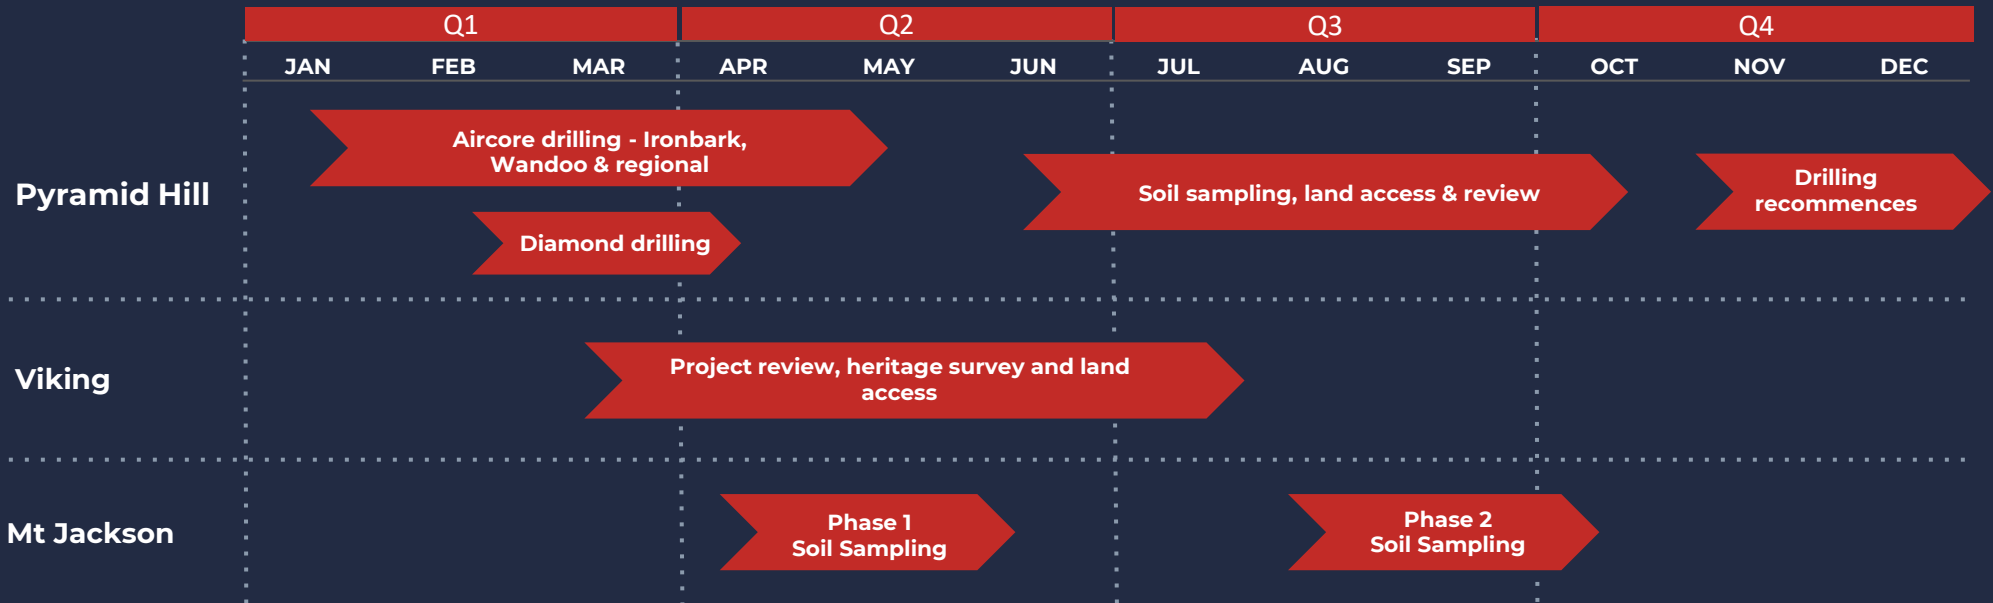 Q1 Q2 Q3 Q4
JAN FEB MAR APR MAY JUN JUL AUG SEP OCT NOV DEC
Pyramid Hill
Aircore drilling - Ironbark,
Wandoo & regional
Diamond drilling
Soil sampling, land access & review
Drilling
recommences
Viking
Project review, heritage survey and land
access
Mt Jackson
Phase 1
Soil Sampling
Phase 2
Soil Sampling